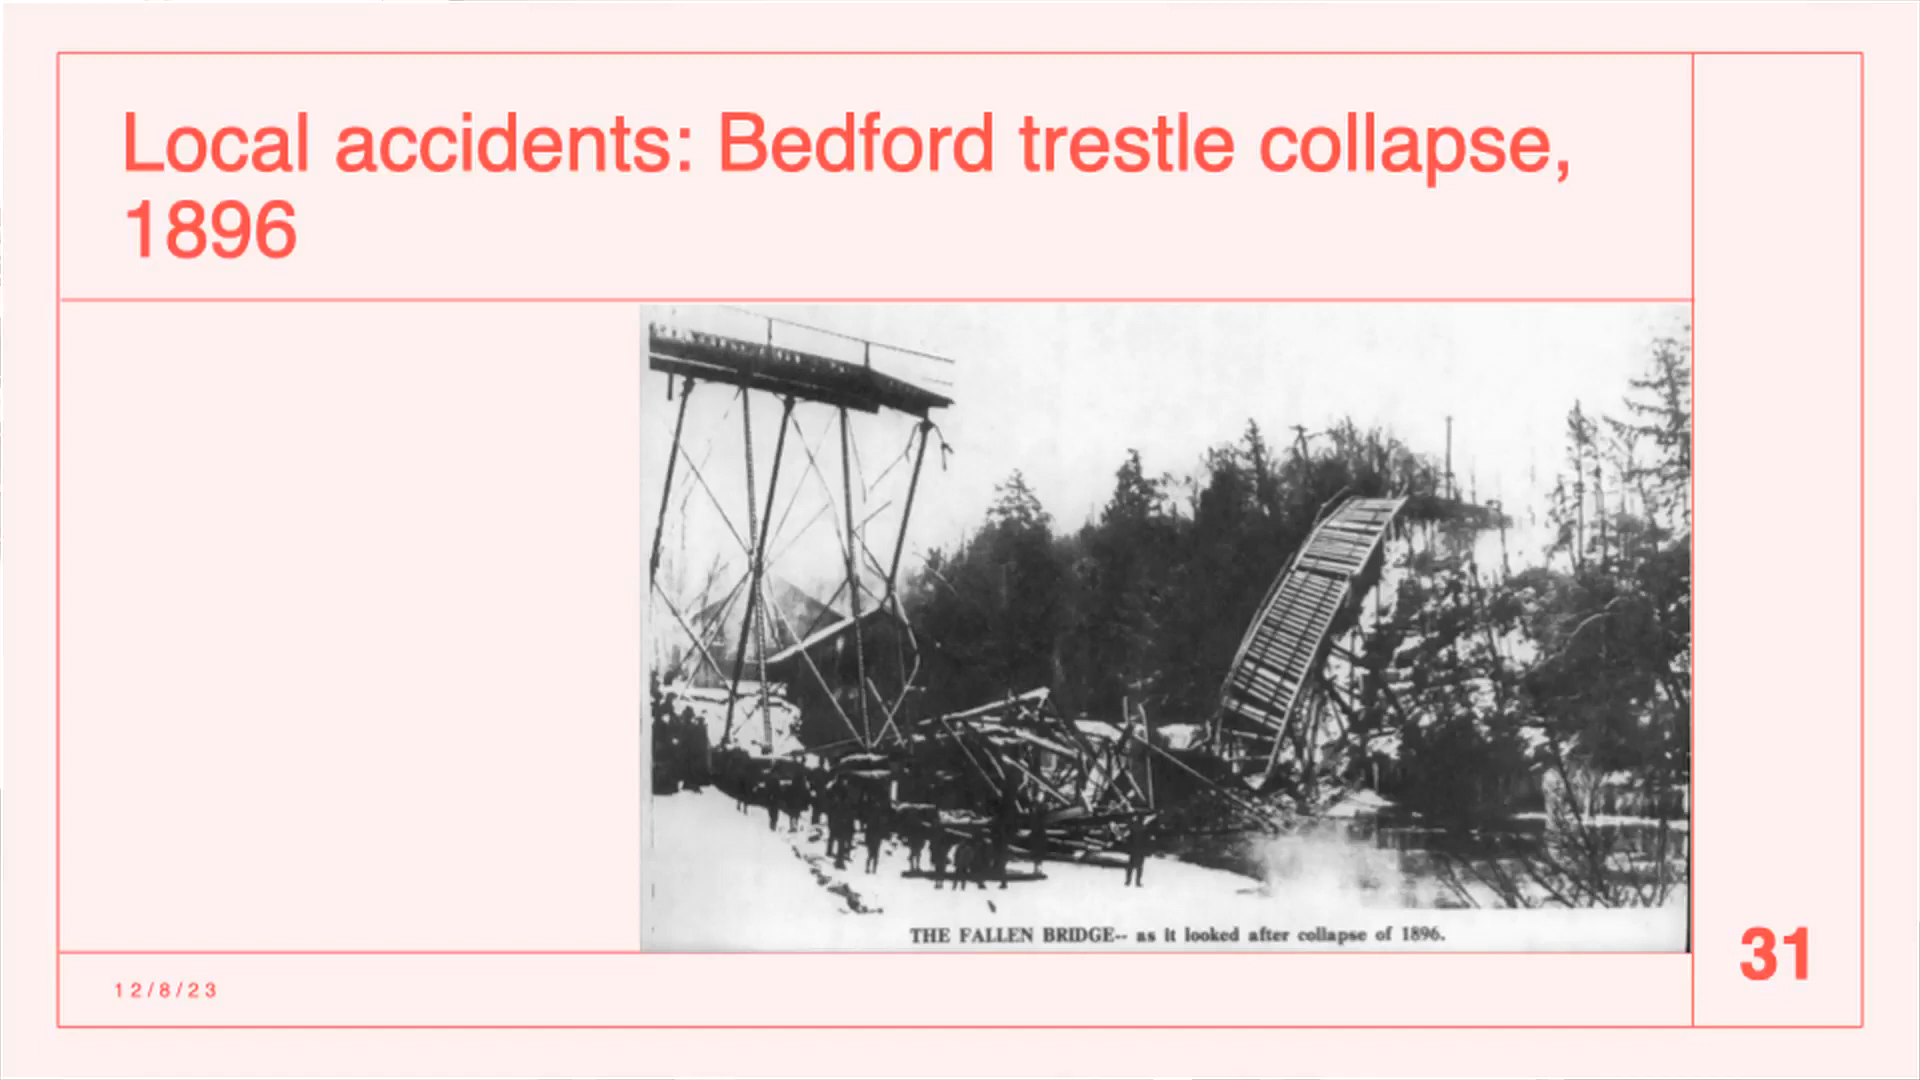 Local accidents: Bedford trestle collapse,
1896
THE FALLEN BRIDGE-- as it looked after collapse of 1896.
12/8/23
31